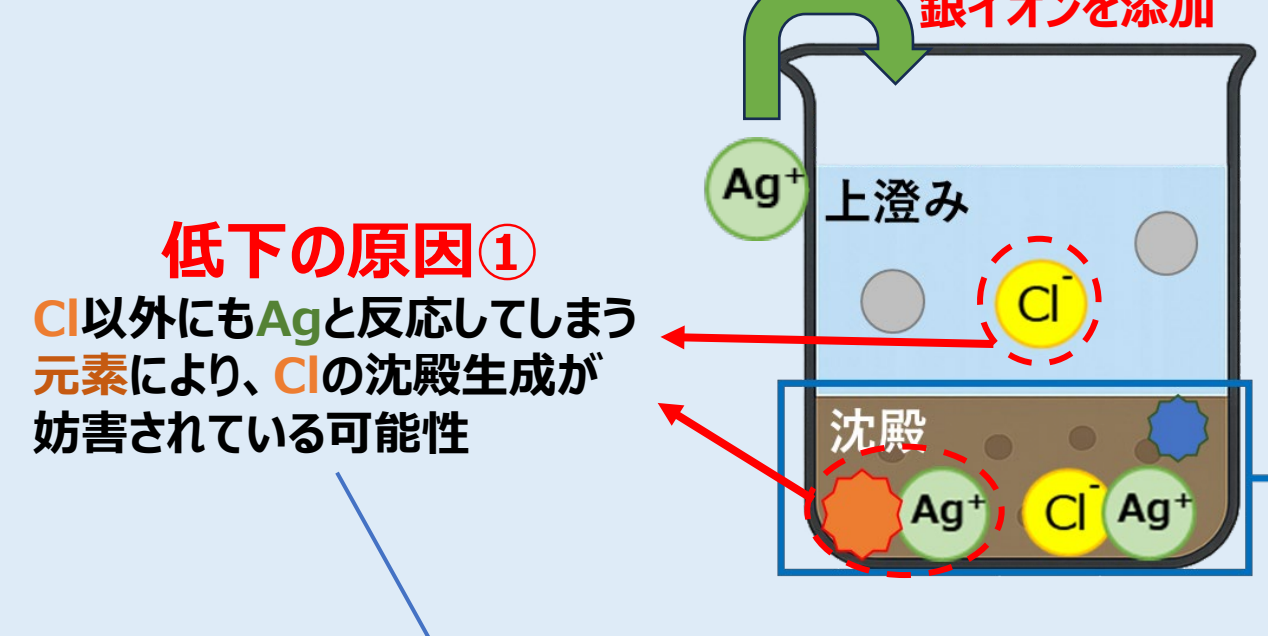 銀イオンを添加
Ag⁺
上澄み
低下の原因①
Cl以外にもAgと反応してしまう
元素により、Clの沈殿生成が
妨害されている可能性
Cl⁻
沈殿
Ag⁺
Cl⁻
Ag⁺